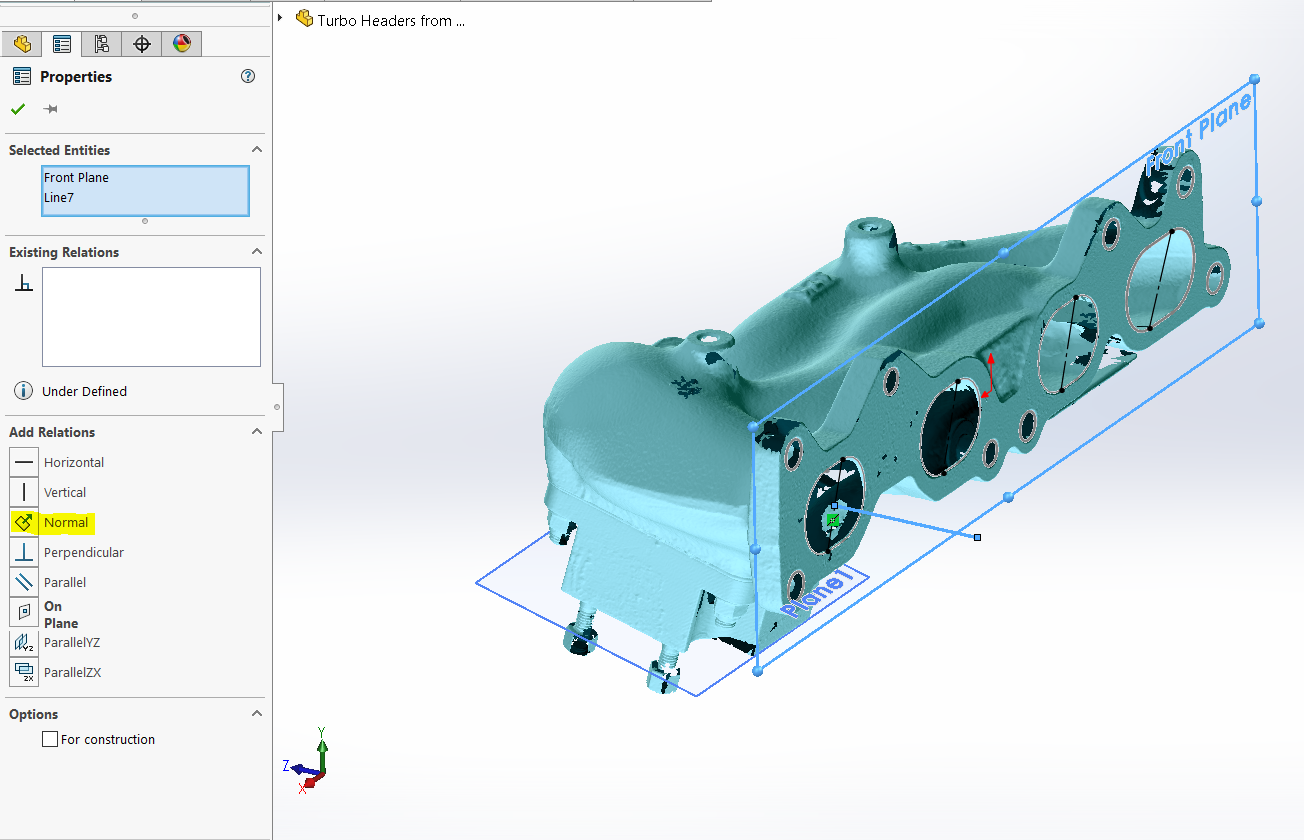 Turbo Headers from ...
Properties
Selected Entities
Front Plane
Line7
Existing Relations
Under Defined
Add Relations
Horizontal
Vertical
Normal
Perpendicular
Parallel
On
Plane
ParallelYZ
ParallelZX
Options
For construction
Front Plane
Plane1
Y
Z
X